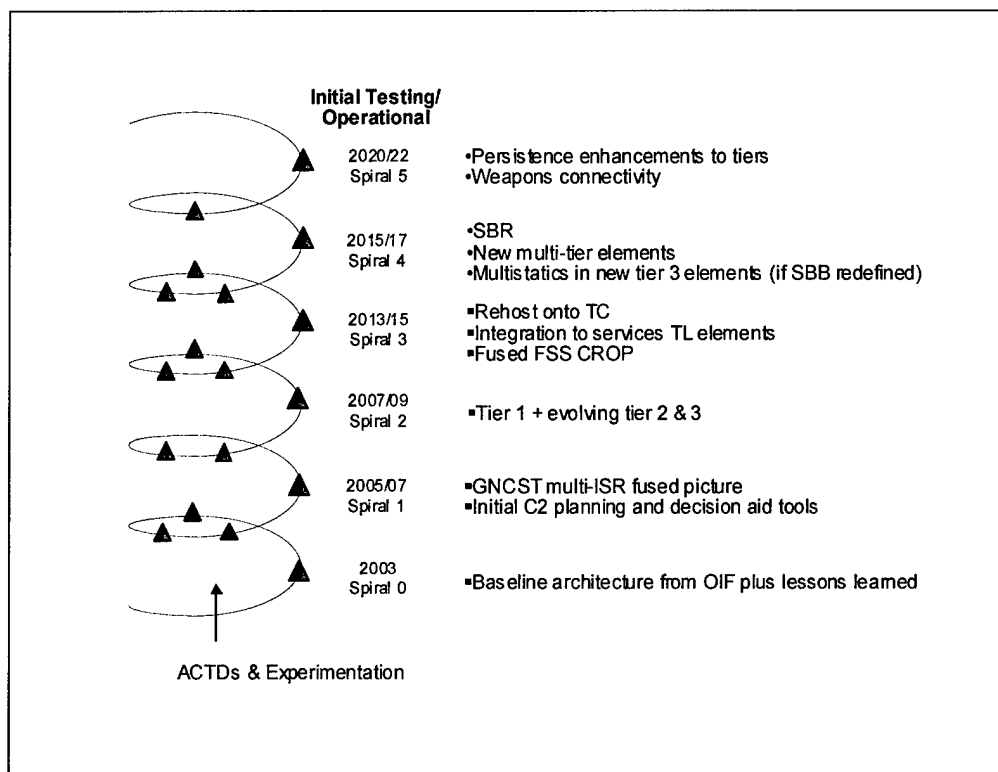 Initial Testing/
Operational
2020/22
Spiral 5
•Persistence enhancements to tiers
•Weapons connectivity
2015/17
Spiral 4
•SBR
•New multi-tier elements
•Multistatics in new tier 3 elements (if SBB redefined)
2013/15
Spiral 3
▪Rehost onto TC
▪Integration to services TL elements
▪Fused FSS CROP
2007/09
Spiral 2
▪Tier 1 + evolving tier 2 & 3
2005/07
Spiral 1
▪GNCST multi-ISR fused picture
▪Initial C2 planning and decision aid tools
2003
Spiral 0
▪Baseline architecture from OIF plus lessons learned
ACTDs & Experimentation